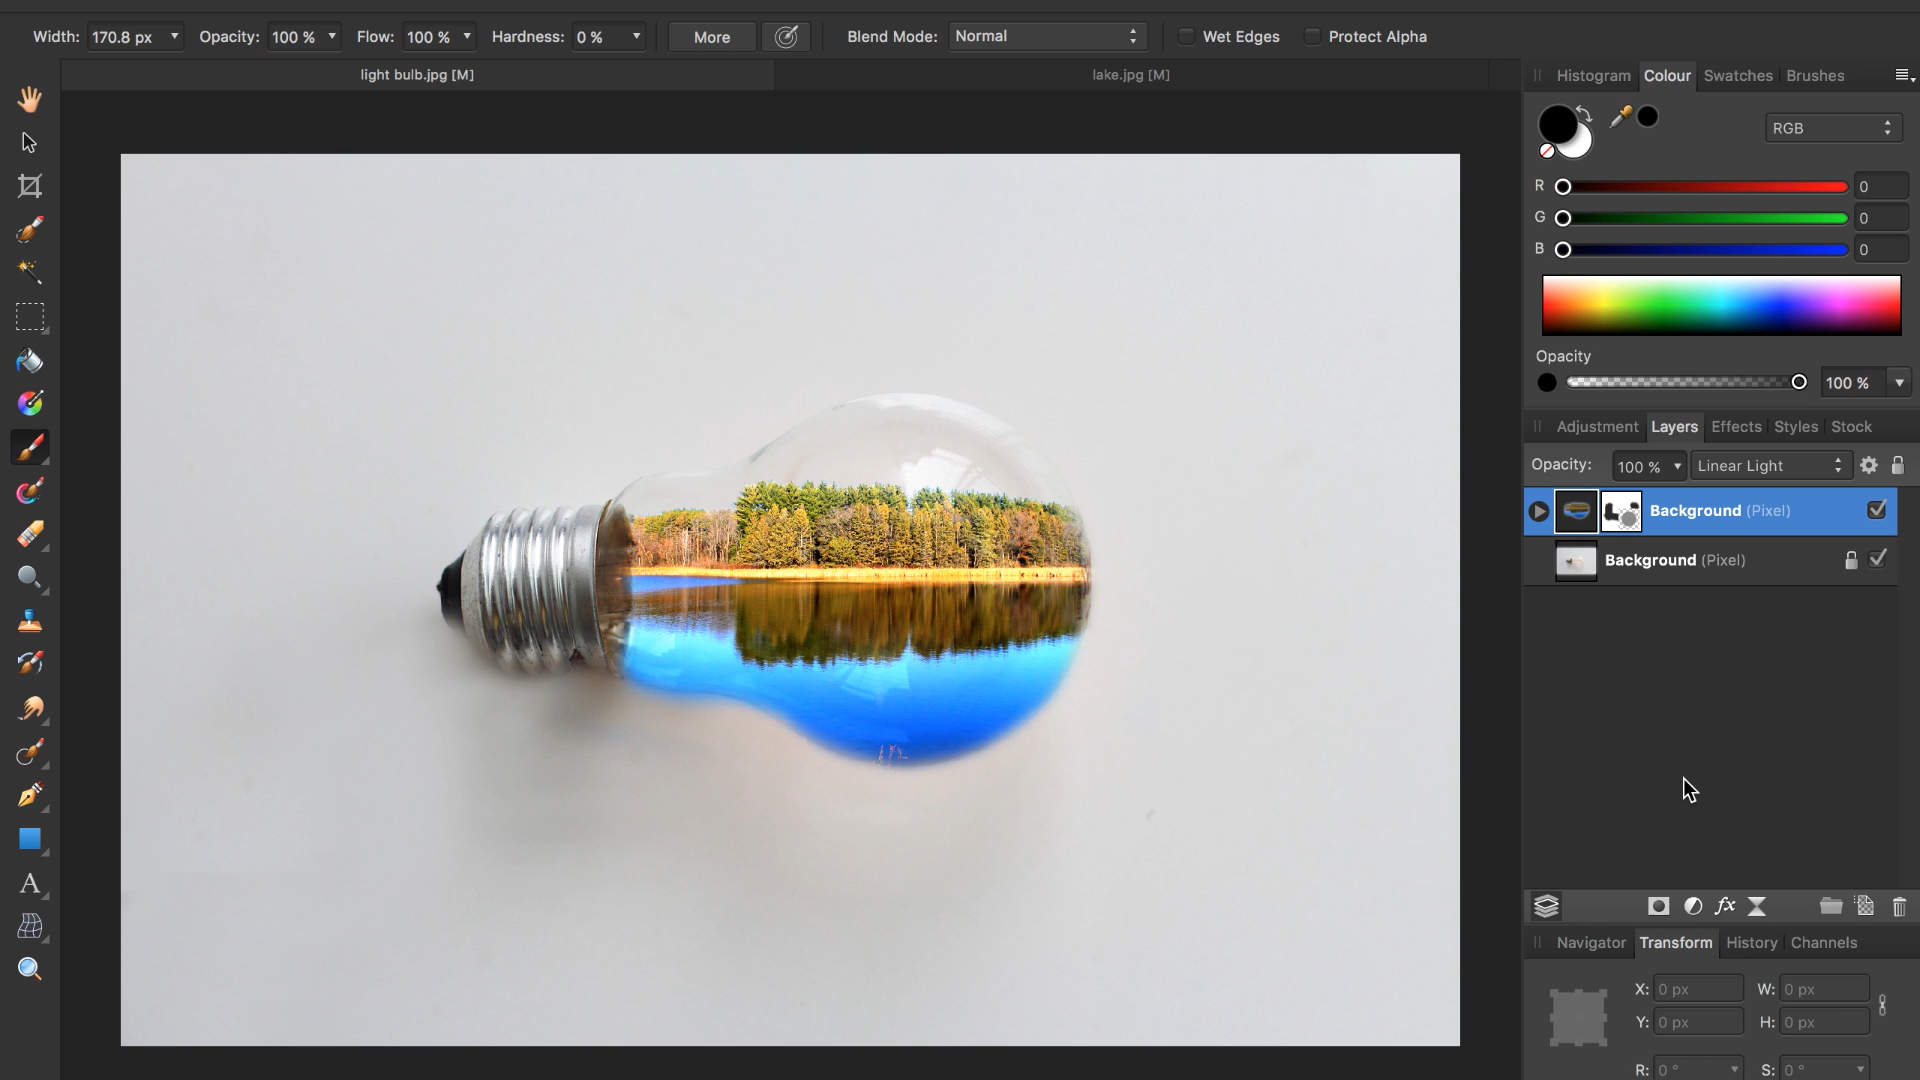 Width: 170.8 px Opacity: 100 % Flow: 100 % Hardness: 0 % More Blend Mode: Normal Wet Edges Protect Alpha
light bulb.jpg [M] lake.jpg [M]
Histogram Colour Swatches Brushes
RGB
R 0
G 0
B 0
Opacity
100 %
Adjustment Layers Effects Styles Stock
Opacity: 100 % Linear Light
Background (Pixel)
Background (Pixel)
fx
Navigator Transform History Channels
X: 0 px W: 0 px
Y: 0 px H: 0 px
R: 0 ° S: 0 °